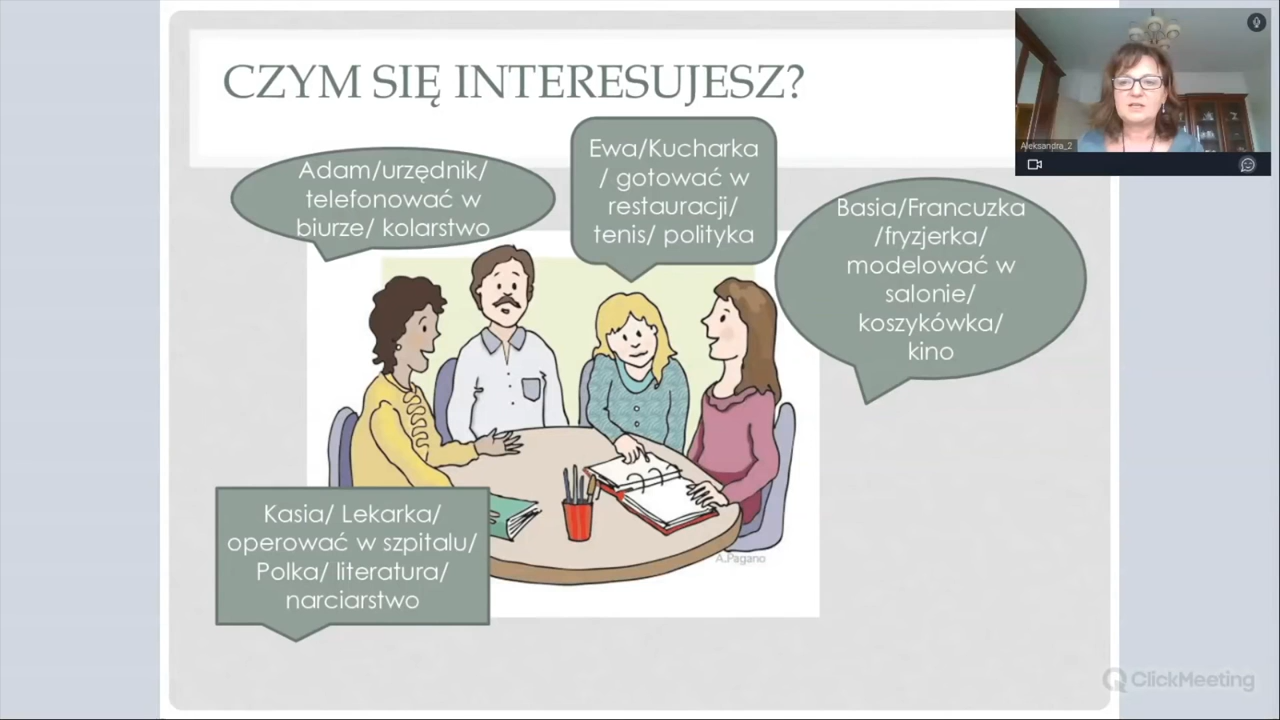 CZYM SIĘ INTERESUJESZ?
Adam/urzędnik/
telefonować w
biurze/ kolarstwo
Ewa/Kucharka
/ gotować w
restauracji/
tenis/ polityka
Basia/Francuzka
/fryzjerka/
modelować w
salonie/
koszykówka/
kino
Kasia/ Lekarka/
operować w szpitalu/
Polka/ literatura/
narciarstwo
A.Pagano
Aleksandra_2
ClickMeeting